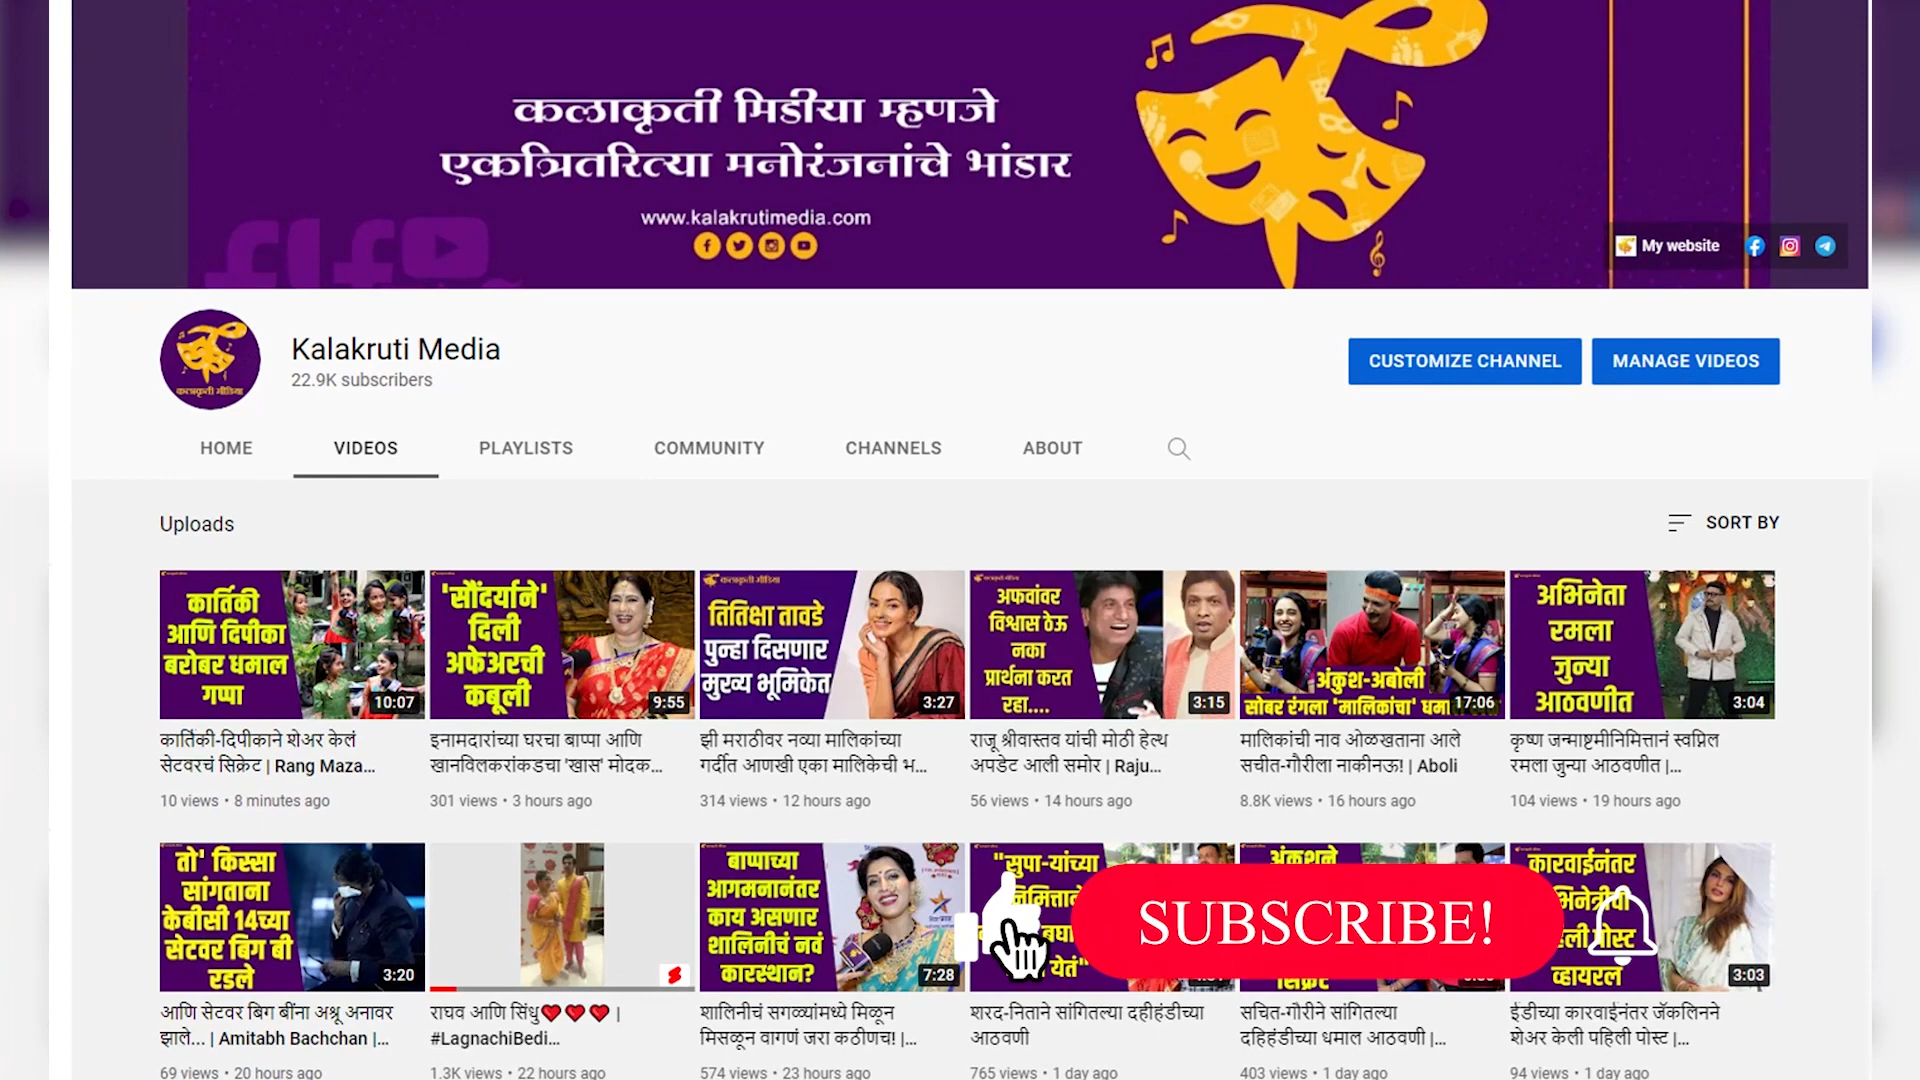 कलाकृती मिडीया म्हणजे
एकत्रितरित्या मनोरंजनांचे भांडार
www.kalakrutimedia.com
My website
कलाकृती मीडिया
Kalakruti Media
22.9K subscribers
CUSTOMIZE CHANNEL
MANAGE VIDEOS
HOME
VIDEOS
PLAYLISTS
COMMUNITY
CHANNELS
ABOUT
Uploads
SORT BY
कार्तिकी
आणि दिपीका
बरोबर धमाल
गप्पा
10:07
'सौंदर्याने'
दिली
अफेअरची
कबूली
9:55
कलाकृती मीडिया
तितिक्षा तावडे
पुन्हा दिसणार
मुख्य भूमिकेत
3:27
अफवांवर
विश्वास ठेऊ
नका
प्रार्थना करत
रहा....
3:15
अंकुश-अबोली
सोबर रंगला 'मालिकांचा'
17:06
अभिनेता
रमला
जुन्या
आठवणीत
3:04
कार्तिकी-दिपीकाने शेअर केलं
सेटवरचं सिक्रेट | Rang Maza...
10 views • 8 minutes ago
इनामदारांच्या घरचा बाप्पा आणि
खानविलकरांकडचा 'खास' मोदक...
301 views • 3 hours ago
झी मराठीवर नव्या मालिकांच्या
गर्दीत आणखी एका मालिकेची भ...
314 views • 12 hours ago
राजू श्रीवास्तव यांची मोठी हेल्थ
अपडेट आली समोर | Raju...
56 views • 14 hours ago
मालिकांची नाव ओळखताना आले
सचीत-गौरीला नाकीनऊ! | Aboli
8.8K views • 16 hours ago
कृष्ण जन्माष्टमीनिमित्तानं स्वप्निल
रमला जुन्या आठवणीत |...
104 views • 19 hours ago
तो' किस्सा
सांगताना
केबीसी 14च्या
सेटवर बिग बी
रडले
3:20
बाप्पाच्या
आगमनानंतर
काय असणार
शालिनीचं नवं
कारस्थान?
7:28
"सुपा-यांच्या
येतं"
अंकुशने
सिक्रेट
कारवाईनंतर
पोस्ट
व्हायरल
3:03
SUBSCRIBE!
आणि सेटवर बिग बींना अश्रू अनावर
झाले... | Amitabh Bachchan |...
69 views • 20 hours ago
राघव आणि सिंधु❤❤❤ |
#LagnachiBedi...
1.3K views • 22 hours ago
शालिनीचं सगळ्यांमध्ये मिळून
मिसळून वागणं जरा कठीणच! |...
574 views • 23 hours ago
शरद-निताने सांगितल्या दहीहंडीच्या
आठवणी
765 views • 1 day ago
सचित-गौरीने सांगितल्या
दहिहंडीच्या धमाल आठवणी |...
403 views • 1 day ago
ईडीच्या कारवाईनंतर जॅकलिनने
शेअर केली पहिली पोस्ट |...
94 views • 1 day ago